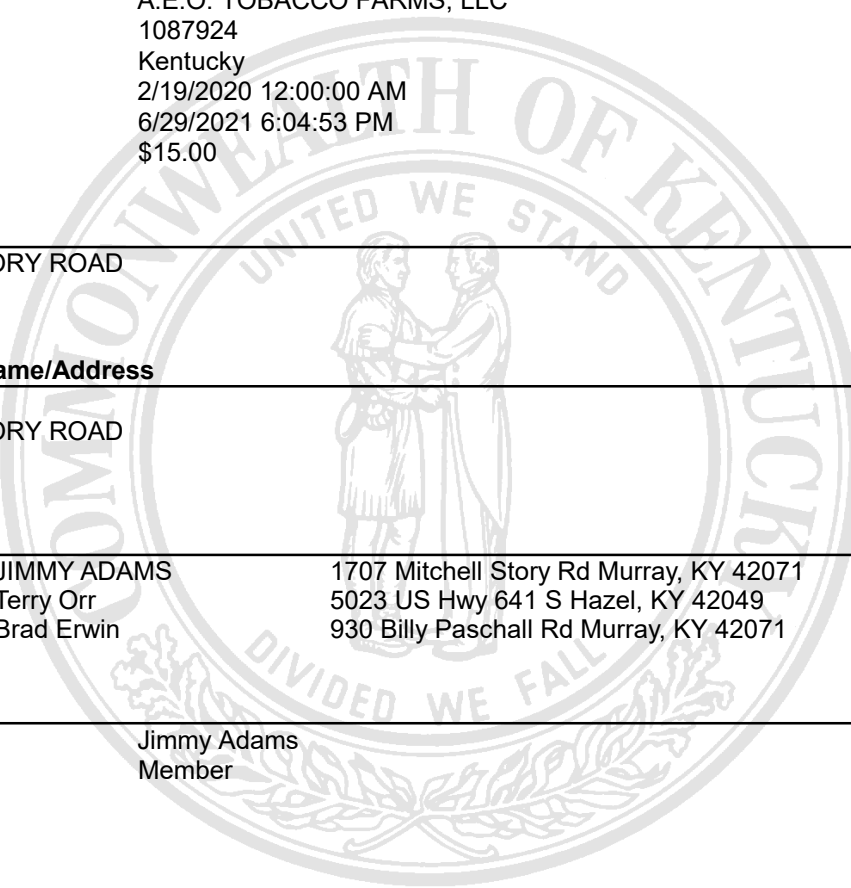 A.E.O. TOBACCO FARMS, LLC
1087924
Kentucky
2/19/2020 12:00:00 AM
6/29/2021 6:04:53 PM
$15.00
ORY ROAD
ame/Address
ORY ROAD
JIMMY ADAMS 1707 Mitchell Story Rd Murray, KY 42071
Terry Orr 5023 US Hwy 641 S Hazel, KY 42049
Brad Erwin 930 Billy Paschall Rd Murray, KY 42071
Jimmy Adams
Member
COMMONWEALTH OF KENTUCKY
UNITED WE STAND
DIVIDED WE FALL